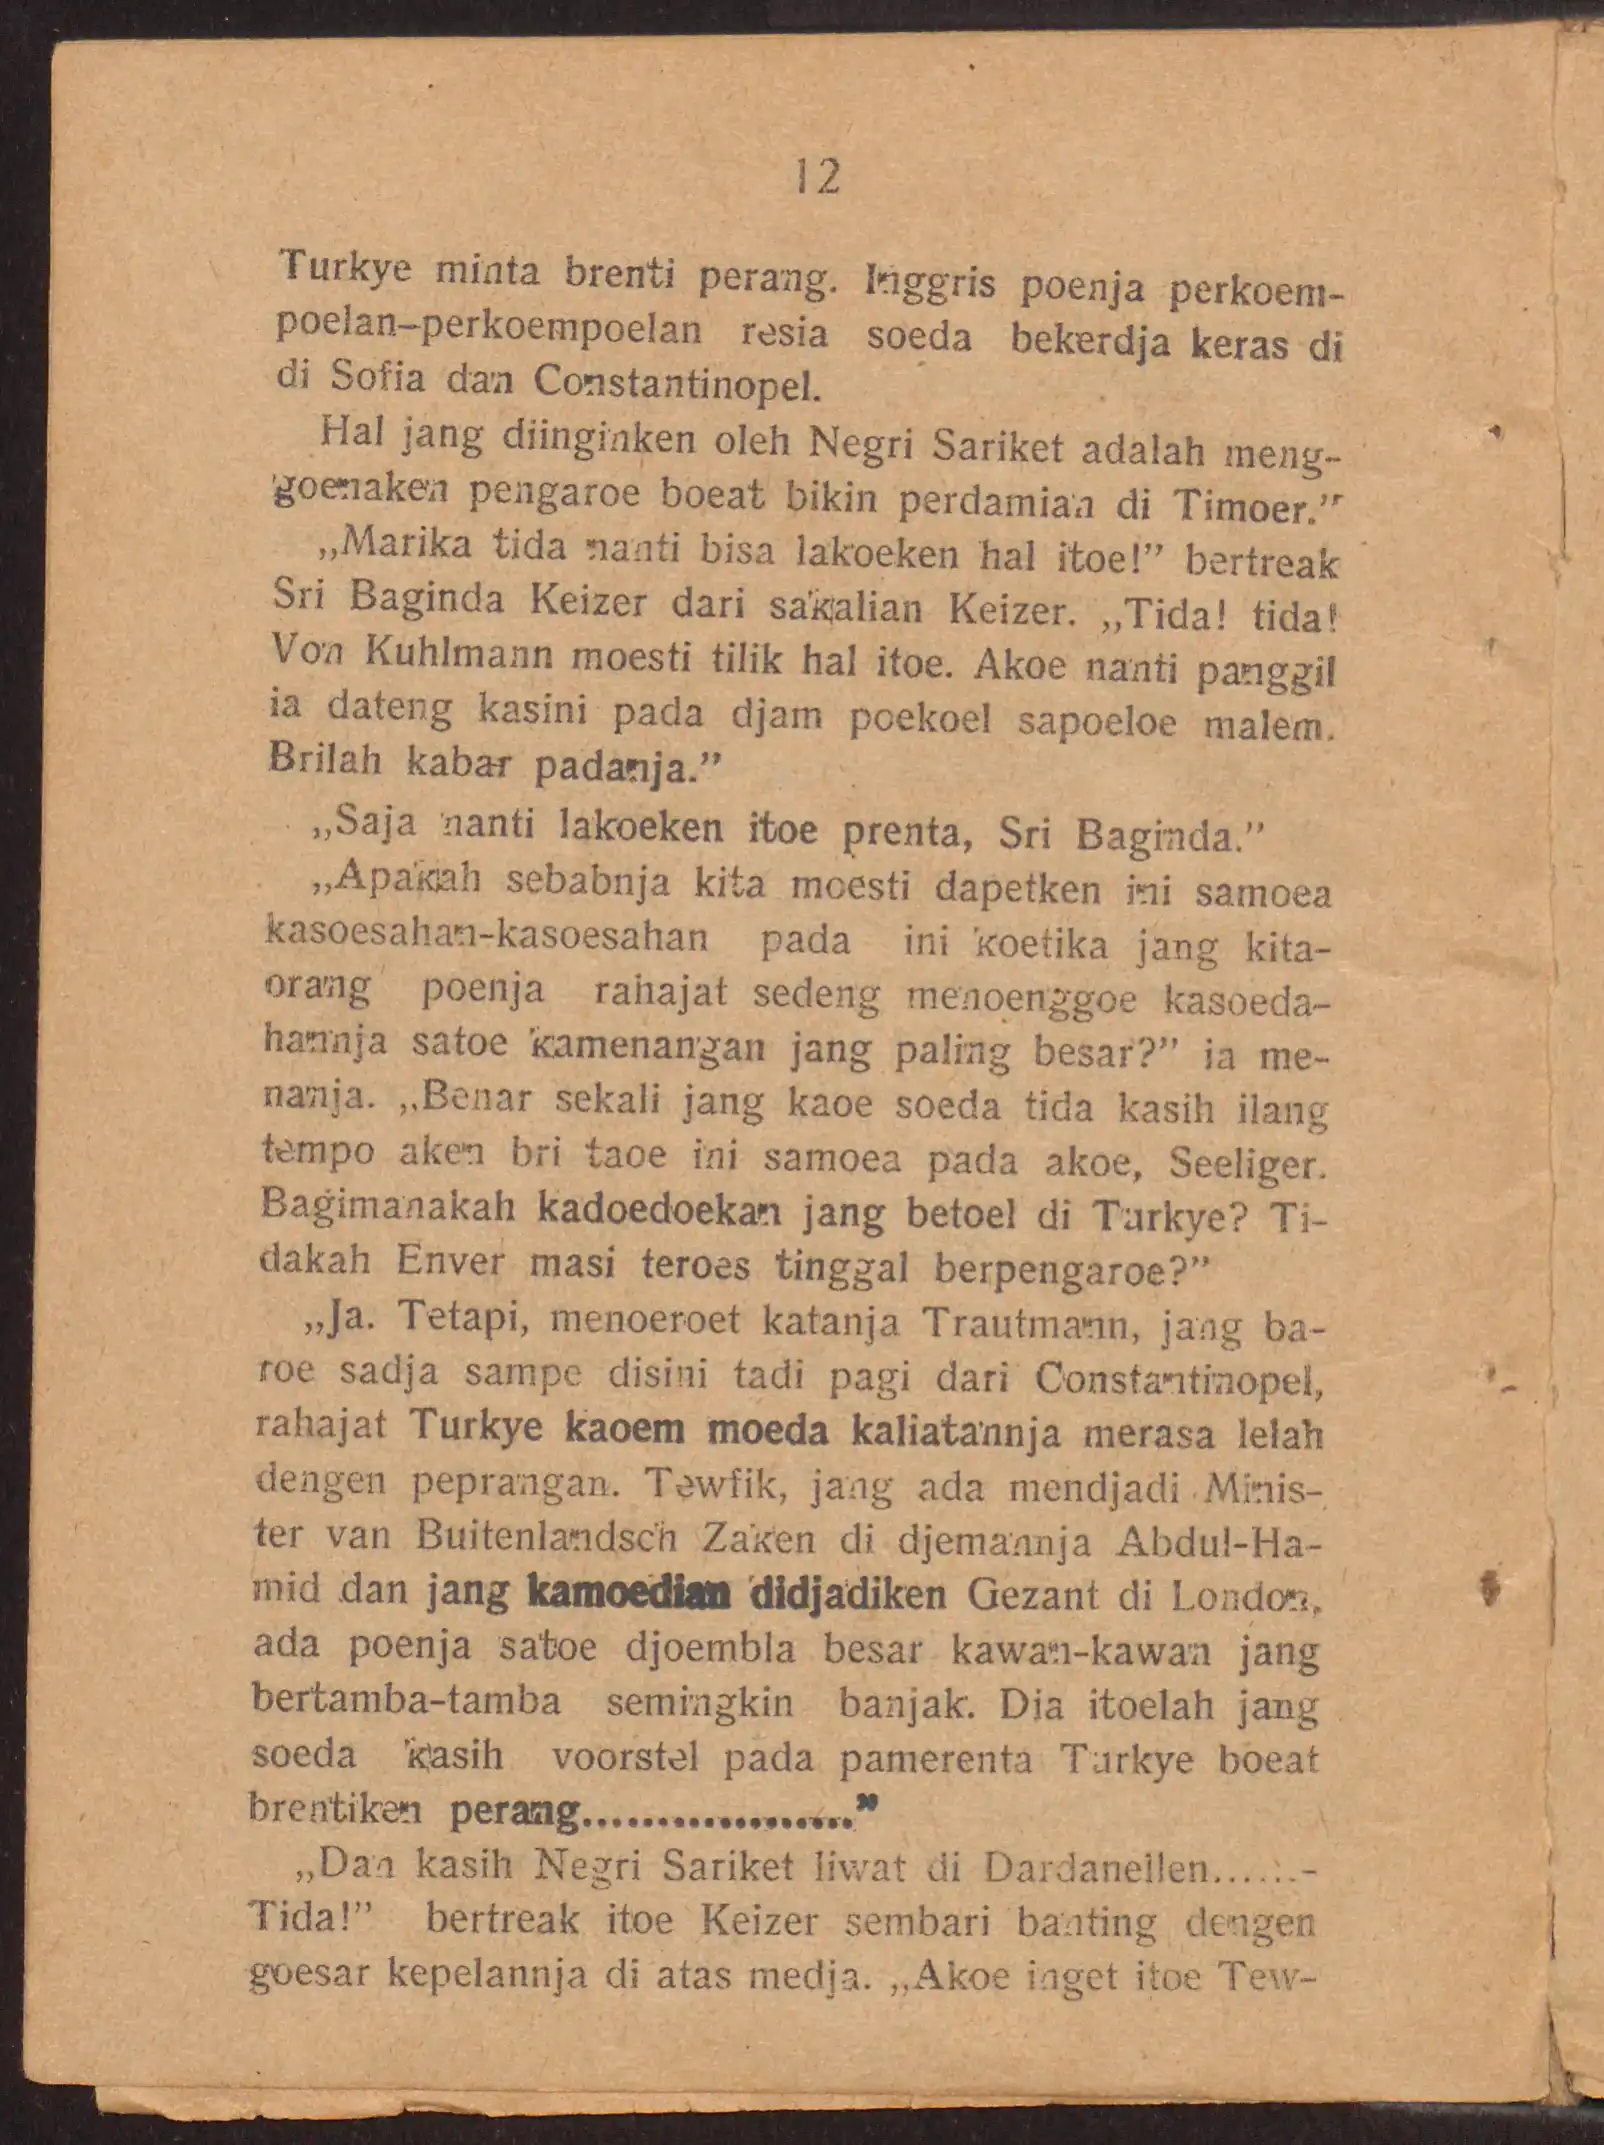 12
Turkye minta brenti perang. Inggris poenja perkoem-
poelan-perkoempoelan resia soeda bekerdja keras di
di Sofia dan Constantinopel.
Hal jang diinginken oleh Negri Sariket adalah meng-
goenaken pengaroe boeat bikin perdamian di Timoer.”
„Marika tida nanti bisa lakoeken hal itoe!” bertreak
Sri Baginda Keizer dari sakalian Keizer. „Tida! tida!
Von Kuhlmann moesti tilik hal itoe. Akoe nanti panggil
ia dateng kasini pada djam poekoel sapoeloe malem.
Brilah kabar padanja.”
„Saja nanti lakoeken itoe prenta, Sri Baginda.”
„Apakah sebabnja kita moesti dapetken ini samoea
kasoesahan-kasoesahan pada ini koetika jang kita-
orang poenja rahajat sedeng menoenggoe kasoeda-
hannja satoe kamenangan jang paling besar?” ia me-
nanja. „Benar sekali jang kaoe soeda tida kasih ilang
tempo aken bri taoe ini samoea pada akoe, Seeliger.
Bagimanakah kadoedoekan jang betoel di Turkye? Ti-
dakah Enver masi teroes tinggal berpengaroe?”
„Ja. Tetapi, menoeroet katanja Trautmann, jang ba-
roe sadja sampe disini tadi pagi dari Constantinopel,
rahajat Turkye kaoem moeda kaliatannja merasa lelah
dengen peprangan. Tewfik, jang ada mendjadi Minis-
ter van Buitenlandsch Zaken di djemannja Abdul-Ha-
mid dan jang kamoedian didjadiken Gezant di London,
ada poenja satoe djoembla besar kawan-kawan jang
bertamba-tamba semingkin banjak. Dia itoelah jang
soeda kasih voorstel pada pamerenta Turkye boeat
brentiken perang..................”
„Dan kasih Negri Sariket liwat di Dardanellen......-
Tida!” bertreak itoe Keizer sembari banting dengen
goesar kepelannja di atas medja. „Akoe inget itoe Tew-